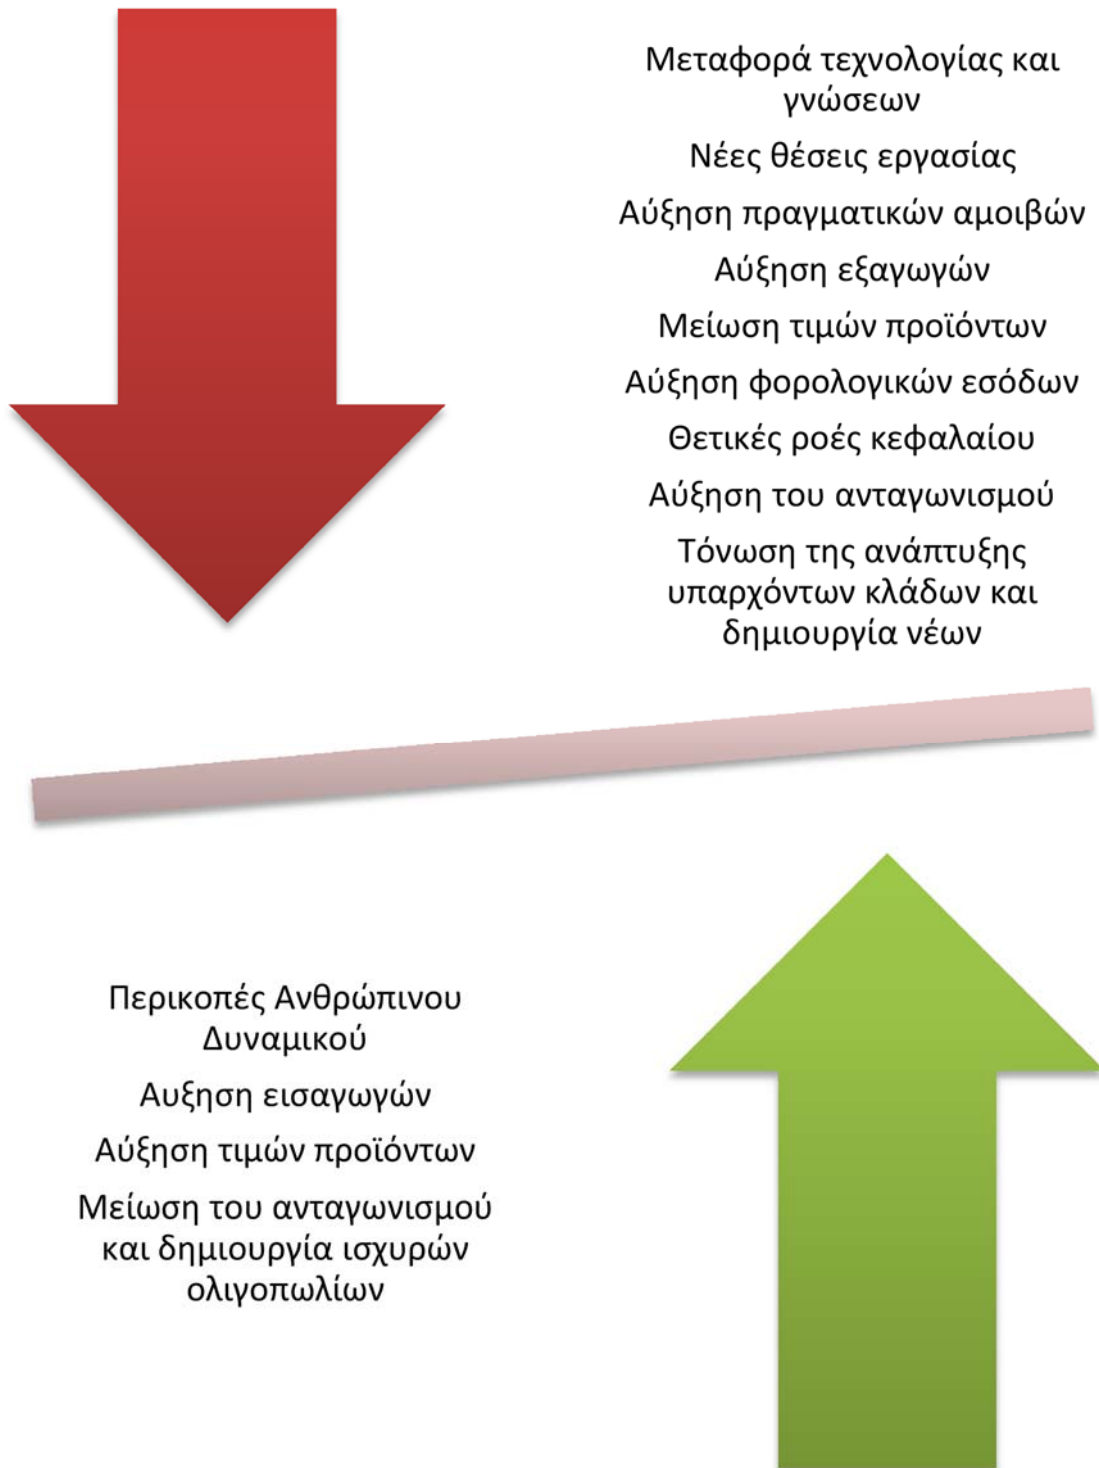 Μεταφορά τεχνολογίας και
γνώσεων
Νέες θέσεις εργασίας
Αύξηση πραγματικών αμοιβών
Αύξηση εξαγωγών
Μείωση τιμών προϊόντων
Αύξηση φορολογικών εσόδων
Θετικές ροές κεφαλαίου
Αύξηση του ανταγωνισμού
Τόνωση της ανάπτυξης
υπαρχόντων κλάδων και
δημιουργία νέων
Περικοπές Ανθρώπινου
Δυναμικού
Αυξηση εισαγωγών
Αύξηση τιμών προϊόντων
Μείωση του ανταγωνισμού
και δημιουργία ισχυρών
ολιγοπωλίων